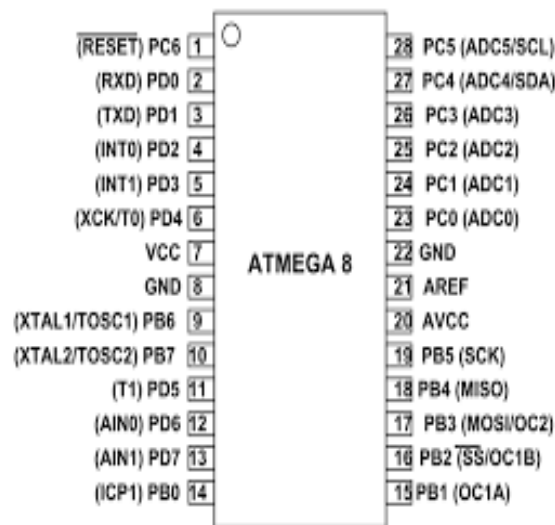 (RESET) PC6 1
(RXD) PD0 2
(TXD) PD1 3
(INT0) PD2 4
(INT1) PD3 5
(XCK/T0) PD4 6
VCC 7
GND 8
(XTAL1/TOSC1) PB6 9
(XTAL2/TOSC2) PB7 10
(T1) PD5 11
(AIN0) PD6 12
(AIN1) PD7 13
(ICP1) PB0 14
ATMEGA 8
28 PC5 (ADC5/SCL)
27 PC4 (ADC4/SDA)
26 PC3 (ADC3)
25 PC2 (ADC2)
24 PC1 (ADC1)
23 PC0 (ADC0)
22 GND
21 AREF
20 AVCC
19 PB5 (SCK)
18 PB4 (MISO)
17 PB3 (MOSI/OC2)
16 PB2 (SS/OC1B)
15 PB1 (OC1A)